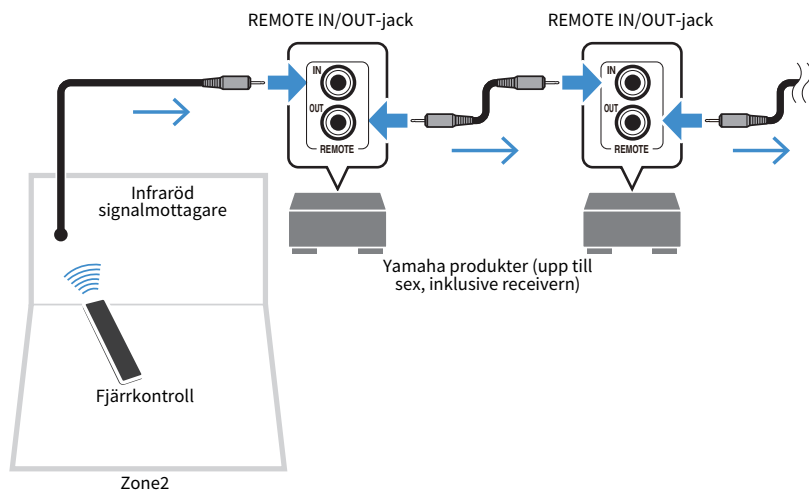 REMOTE IN/OUT-jack
REMOTE IN/OUT-jack
IN
OUT
REMOTE
IN
OUT
REMOTE
Infraröd
signalmottagare
Yamaha produkter (upp till
sex, inklusive receivern)
Fjärrkontroll
Zone2